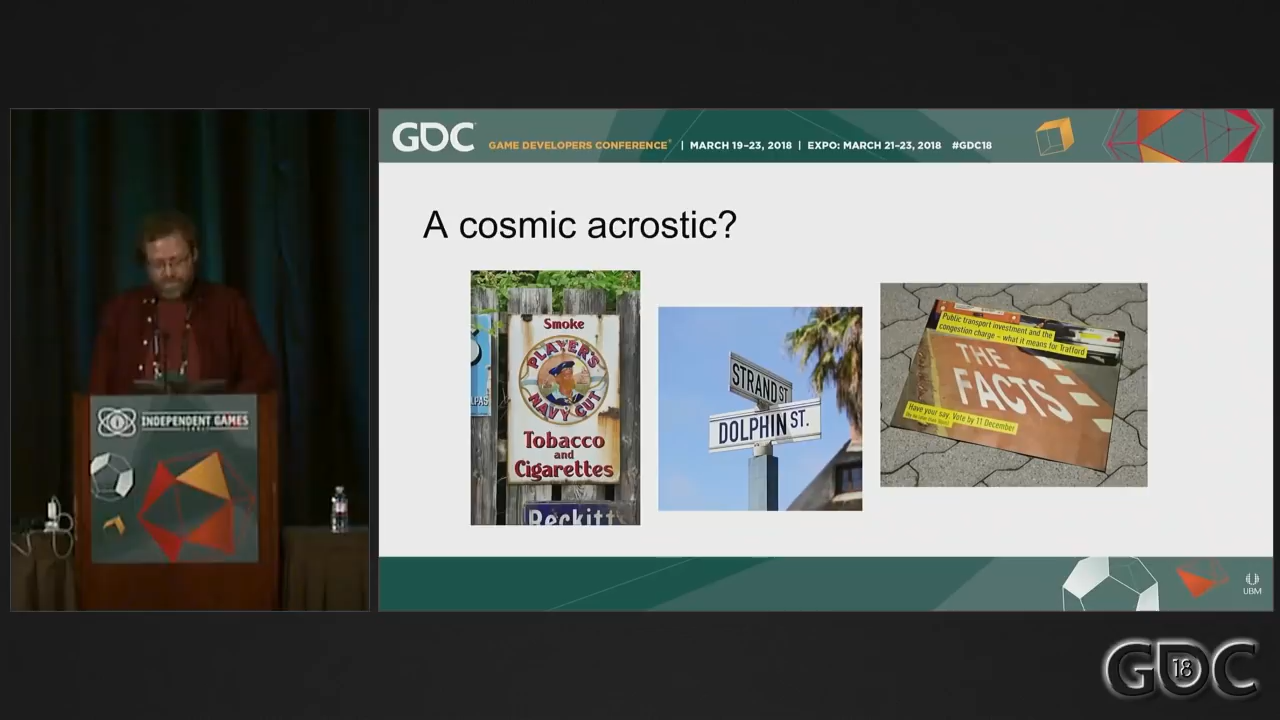 GDC
GAME DEVELOPERS CONFERENCE® | MARCH 19–23, 2018 | EXPO: MARCH 21–23, 2018 #GDC18
A cosmic acrostic?
Smoke
PLAYER'S
NAVY CUT
Tobacco
and
Cigarettes
Beckitt
STRAND ST
DOLPHIN ST.
Public transport investment and the
congestion charge – what it means for Trafford
THE
FACTS
Have your say. Vote by 11 December
INDEPENDENT GAMES
SUMMIT
UBM
GDC
18